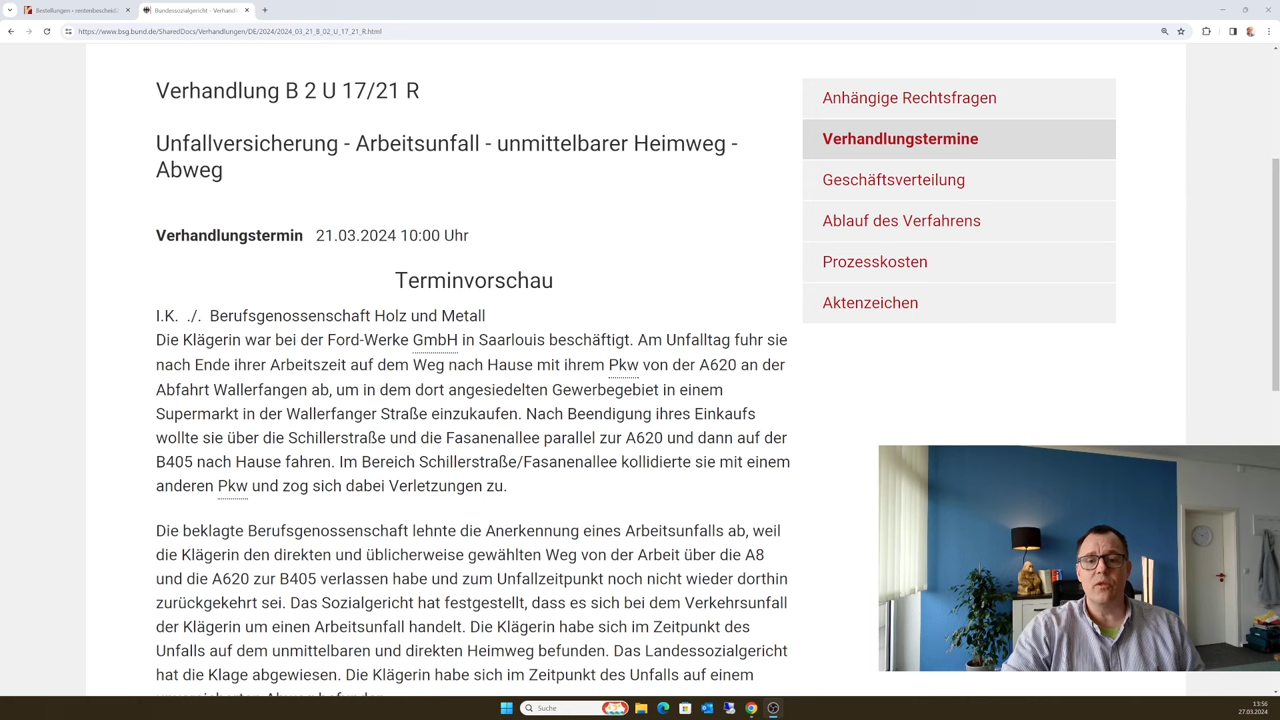 Bestellungen ‹ rentenbescheid
Bundessozialgericht - Verhandl
https://www.bsg.bund.de/SharedDocs/Verhandlungen/DE/2024/2024_03_21_B_02_U_17_21_R.html
Verhandlung B 2 U 17/21 R
Unfallversicherung - Arbeitsunfall - unmittelbarer Heimweg -
Abweg
Verhandlungstermin 21.03.2024 10:00 Uhr
Terminvorschau
I.K. ./. Berufsgenossenschaft Holz und Metall
Die Klägerin war bei der Ford-Werke GmbH in Saarlouis beschäftigt. Am Unfalltag fuhr sie
nach Ende ihrer Arbeitszeit auf dem Weg nach Hause mit ihrem Pkw von der A620 an der
Abfahrt Wallerfangen ab, um in dem dort angesiedelten Gewerbegebiet in einem
Supermarkt in der Wallerfanger Straße einzukaufen. Nach Beendigung ihres Einkaufs
wollte sie über die Schillerstraße und die Fasanenallee parallel zur A620 und dann auf der
B405 nach Hause fahren. Im Bereich Schillerstraße/Fasanenallee kollidierte sie mit einem
anderen Pkw und zog sich dabei Verletzungen zu.
Die beklagte Berufsgenossenschaft lehnte die Anerkennung eines Arbeitsunfalls ab, weil
die Klägerin den direkten und üblicherweise gewählten Weg von der Arbeit über die A8
und die A620 zur B405 verlassen habe und zum Unfallzeitpunkt noch nicht wieder dorthin
zurückgekehrt sei. Das Sozialgericht hat festgestellt, dass es sich bei dem Verkehrsunfall
der Klägerin um einen Arbeitsunfall handelt. Die Klägerin habe sich im Zeitpunkt des
Unfalls auf dem unmittelbaren und direkten Heimweg befunden. Das Landessozialgericht
hat die Klage abgewiesen. Die Klägerin habe sich im Zeitpunkt des Unfalls auf einem
Anhängige Rechtsfragen
Verhandlungstermine
Geschäftsverteilung
Ablauf des Verfahrens
Prozesskosten
Aktenzeichen
Suche
13:56
27.03.2024